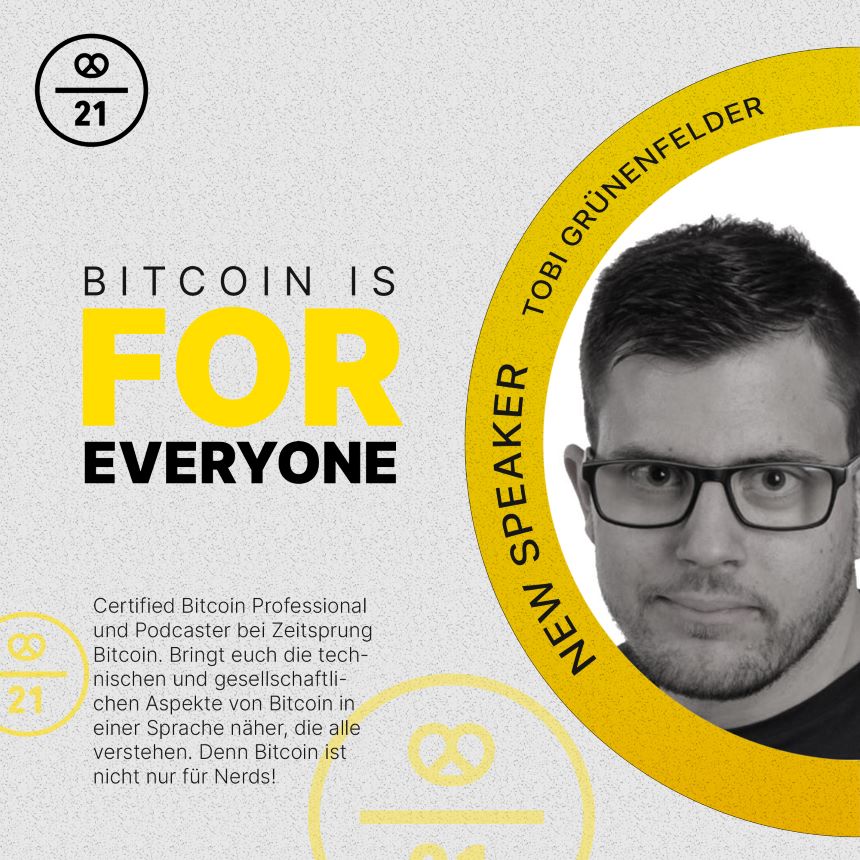 21
BITCOIN IS
FOR
EVERYONE
NEW SPEAKER TOBI GRÜNENFELDER
Certified Bitcoin Professional
und Podcaster bei Zeitsprung
Bitcoin. Bringt euch die tech-
nischen und gesellschaftli-
chen Aspekte von Bitcoin in
einer Sprache näher, die alle
verstehen. Denn Bitcoin ist
nicht nur für Nerds!
21
21